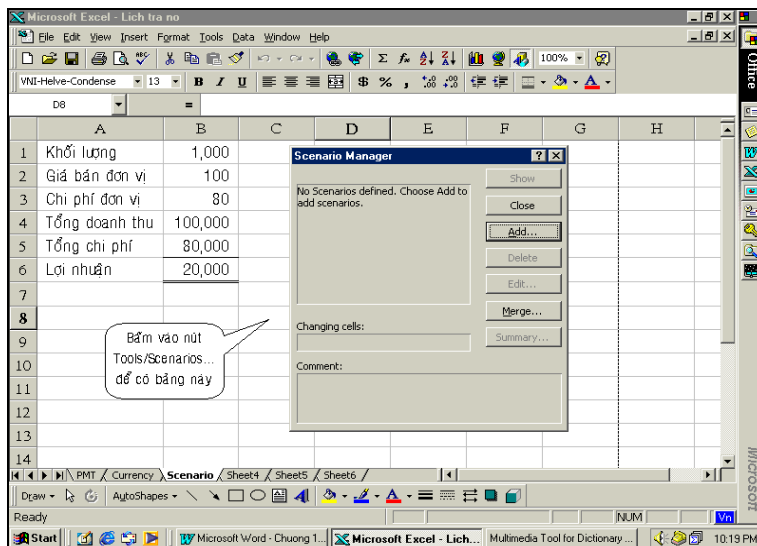 Microsoft Excel - Lich tra no
File Edit View Insert Format Tools Data Window Help
100%
VNI-Helve-Condense 13 B I U $ % ,
D8 =
A B C D E F G H
1 Khối lượng 1,000
2 Giá bán đơn vị 100
3 Chi phí đơn vị 80
4 Tổng doanh thu 100,000
5 Tổng chi phí 80,000
6 Lợi nhuận 20,000
7
8
9
10
11
12
13
14
Scenario Manager
No Scenarios defined. Choose Add to
add scenarios.
Changing cells:
Comment:
Show
Close
Add...
Delete
Edit...
Merge...
Summary...
Bấm vào nút
Tools/Scenarios...
để có bảng này
PMT Currency Scenario Sheet4 Sheet5 Sheet6
Draw AutoShapes
Ready NUM Vn
Start Microsoft Word - Chuong 1... Microsoft Excel - Lich... Multimedia Tool for Dictionary ... 10:19 PM
Office
Microsoft